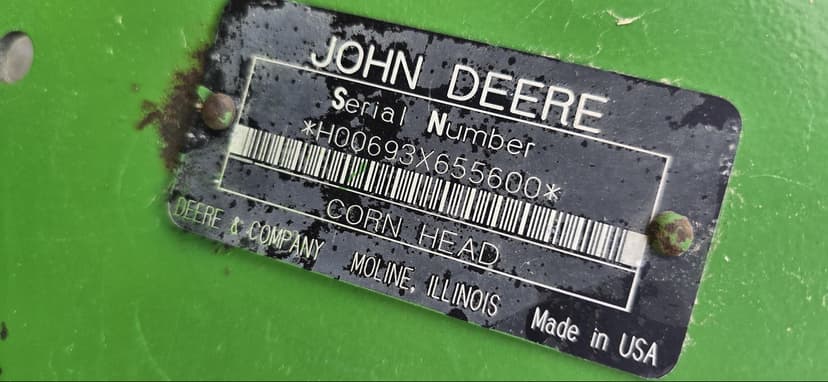 JOHN DEERE
Serial Number
*H00693X655600*
CORN HEAD
DEERE & COMPANY MOLINE, ILLINOIS Made in USA